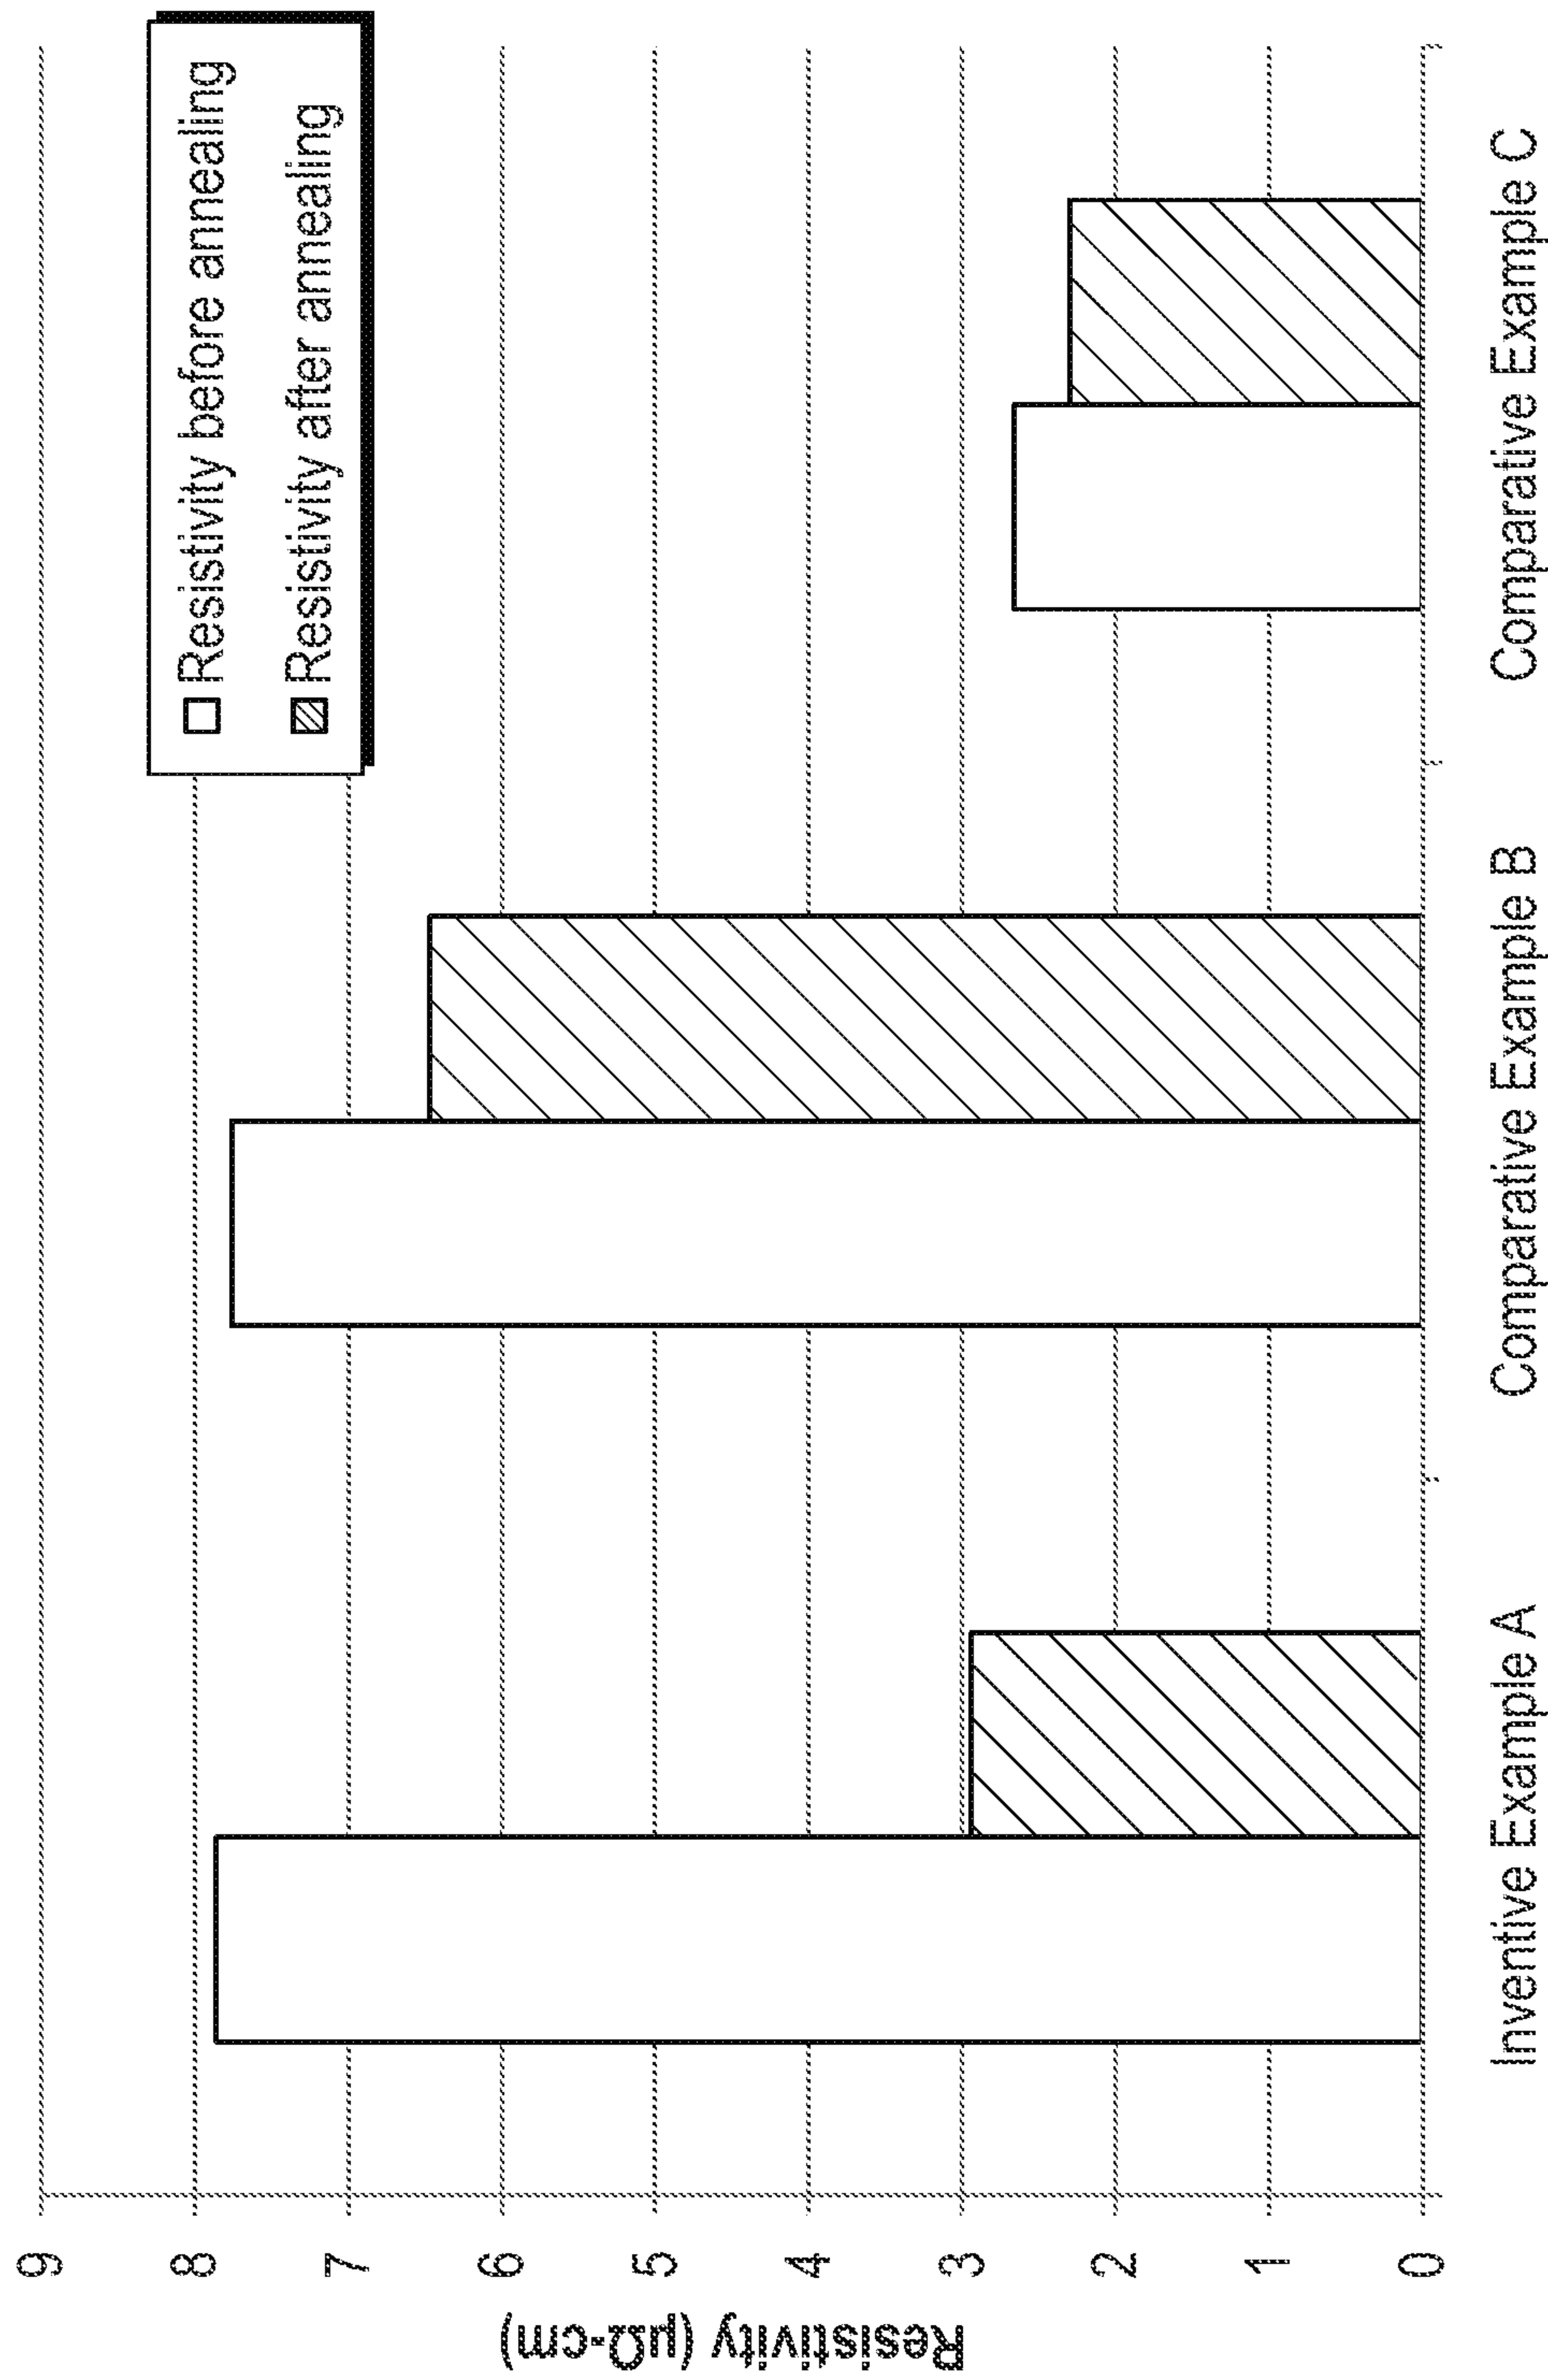 Resistivity before annealing
Resistivity after annealing
9
8
7
6
5
4
3
2
1
0
Resistivity (μΩ-cm)
Inventive Example A
Comparative Example B
Comparative Example C